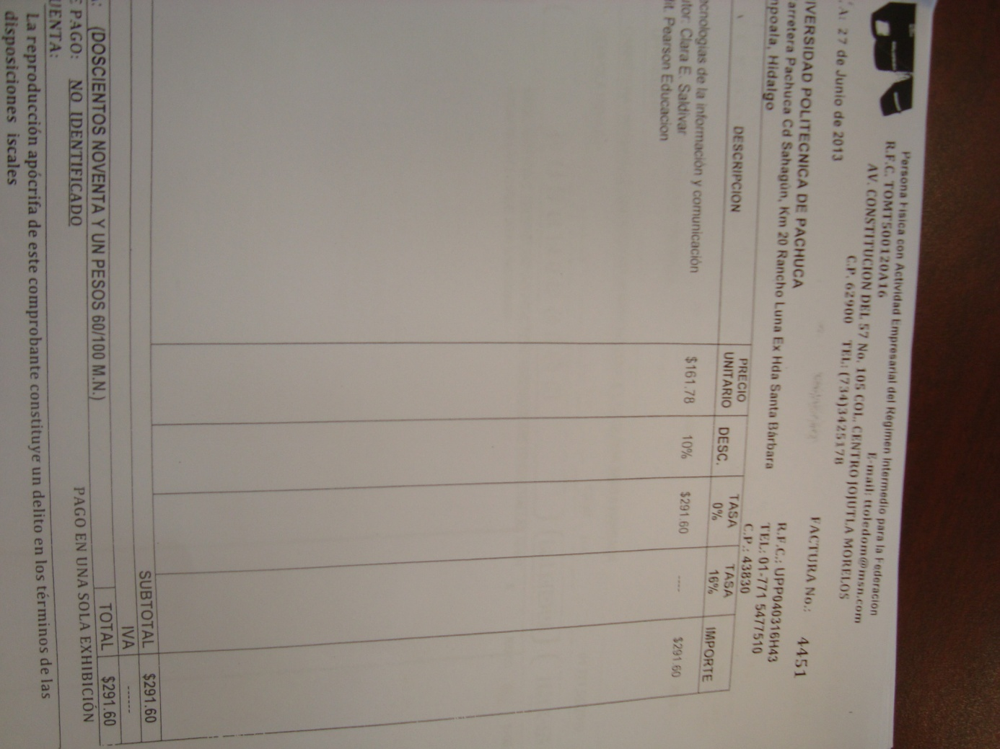 Persona Física con Actividad Empresarial del Régimen Intermedio para la Federación
R.F.C. TOMT500120A16 E-mail: ttoledom@msn.com
AV. CONSTITUCION DEL 57 No. 105 COL. CENTRO JOJUTLA MORELOS
C.P. 62900 TEL: (734)3425178
A: 27 de Junio de 2013
FACTURA No.: 4451
IVERSIDAD POLITECNICA DE PACHUCA
R.F.C.: UPP040316H43
arretera Pachuca Cd Sahagún, Km 20 Rancho Luna Ex Hda Santa Bárbara
TEL: 01-771 5477510
mpoala, Hidalgo
C.P.: 43830
DESCRIPCION PRECIO UNITARIO DESC. TASA 0% TASA 16% IMPORTE
ecnologias de la información y comunicación $161.78 10% $291.60 ---- $291.60
utor: Clara E. Saldivar
it. Pearson Educacion
SUBTOTAL $291.60
IVA ------
A: (DOSCIENTOS NOVENTA Y UN PESOS 60/100 M.N.) TOTAL $291.60
E PAGO: NO IDENTIFICADO PAGO EN UNA SOLA EXHIBICIÓN
UENTA:
La reproducción apócrifa de este comprobante constituye un delito en los términos de las
disposiciones iscales